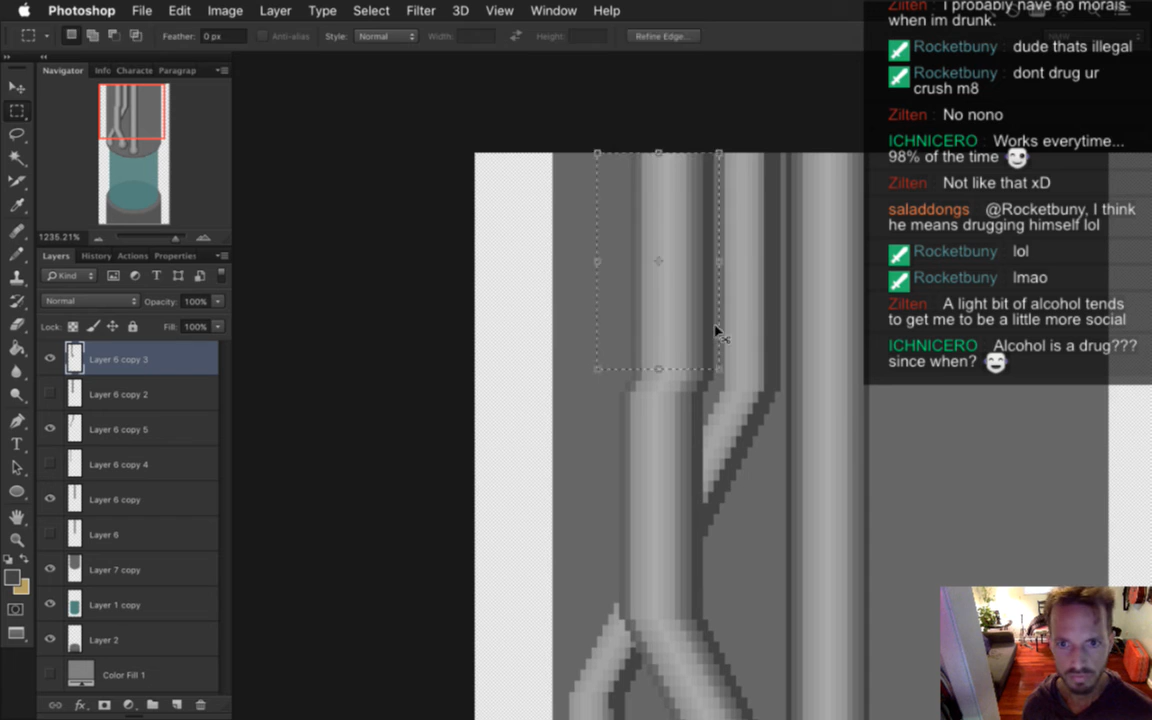 Photoshop File Edit Image Layer Type Select Filter 3D View Window Help
Feather: 0 px Anti-alias Style: Normal Width: Height: Refine Edge...
Navigator Info Characte Paragrap
1235.21%
Layers History Actions Properties
Kind
Normal Opacity: 100%
Lock: Fill: 100%
Layer 6 copy 3
Layer 6 copy 2
Layer 6 copy 5
Layer 6 copy 4
Layer 6 copy
Layer 6
Layer 7 copy
Layer 1 copy
Layer 2
Color Fill 1
fx
Zilten : I probably have no morals
when im drunk.
Rocketbuny : dude thats illegal
Rocketbuny : dont drug ur
crush m8
Zilten : No nono
ICHNICERO : Works everytime...
98% of the time
Zilten : Not like that xD
saladdongs : @Rocketbuny, I think
he means drugging himself lol
Rocketbuny : lol
Rocketbuny : lmao
Zilten : A light bit of alcohol tends
to get me to be a little more social
ICHNICERO : Alcohol is a drug???
since when?